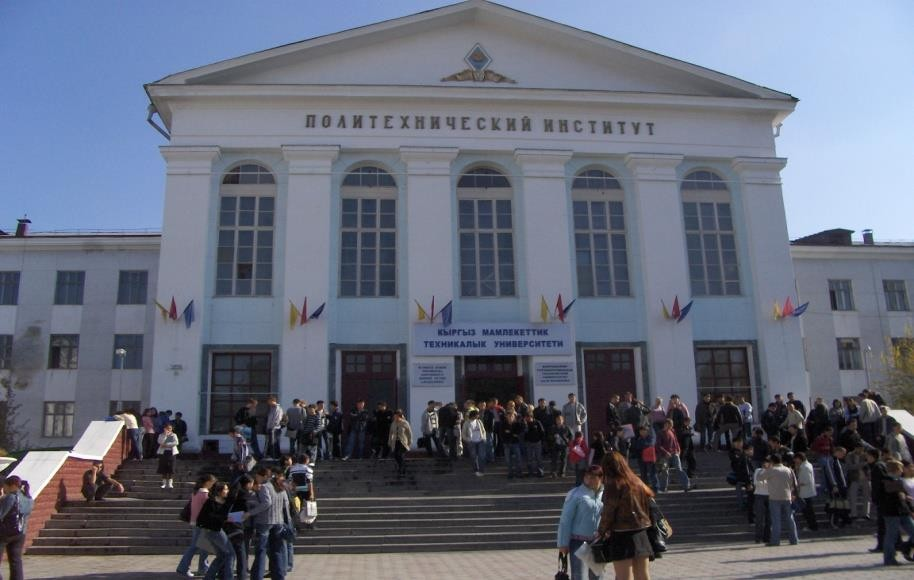 ПОЛИТЕХНИЧЕСКИЙ ИНСТИТУТ
КЫРГЫЗ МАМЛЕКЕТТИК
ТЕХНИКАЛЫК УНИВЕРСИТЕТИ